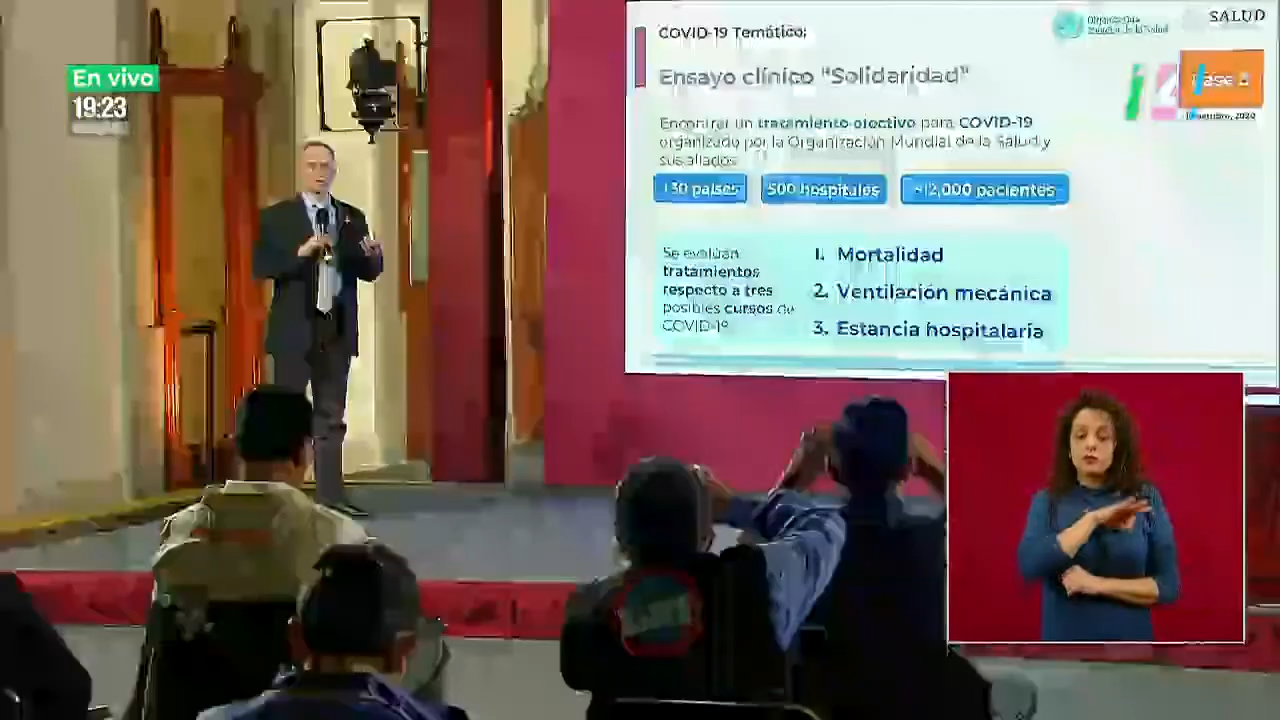 En vivo
19:23
COVID-19 Temático:
SALUD
Ensayo clínico "Solidaridad"
Encontrar un tratamiento efectivo para COVID-19
organizado por la Organización Mundial de la Salud y
sus aliados
30 países
500 hospitales
12,000 pacientes
Se evalúan
tratamientos
respecto a tres
posibles cursos de
COVID-19
1. Mortalidad
2. Ventilación mecánica
3. Estancia hospitalaria